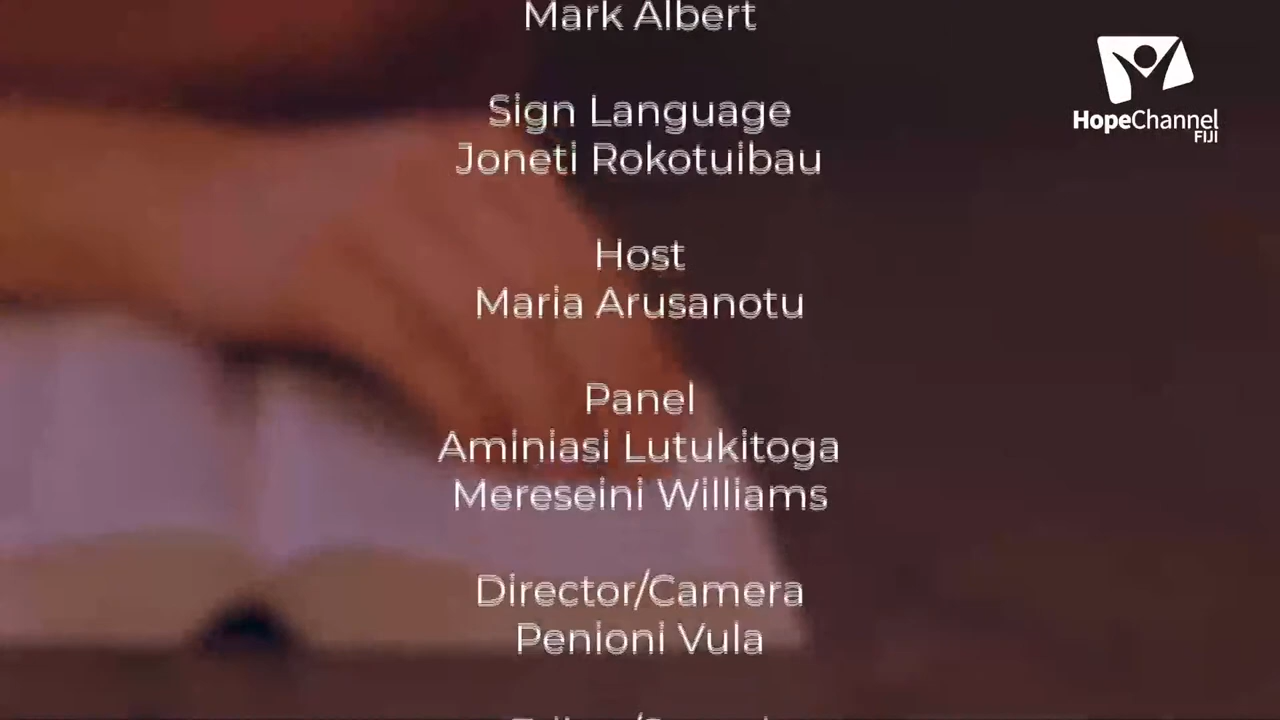 Mark Albert
Sign Language
Joneti Rokotuibau
Host
Maria Arusanotu
Panel
Aminiasi Lutukitoga
Mereseini Williams
Director/Camera
Penioni Vula
HopeChannel
FIJI